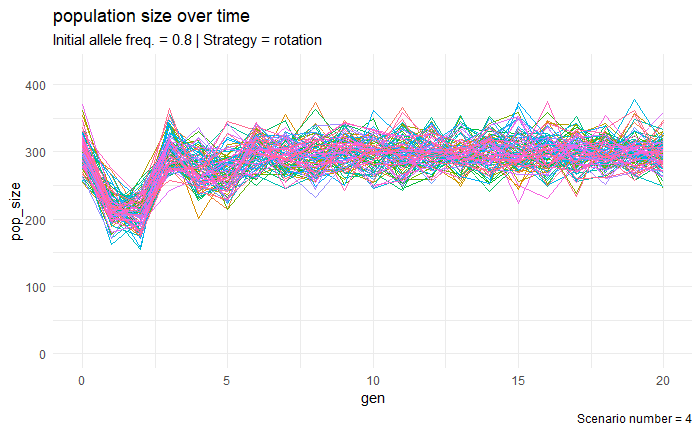 population size over time
Initial allele freq. = 0.8 | Strategy = rotation
400
300
200
100
0
pop_size
0 5 10 15 20
gen
Scenario number = 4